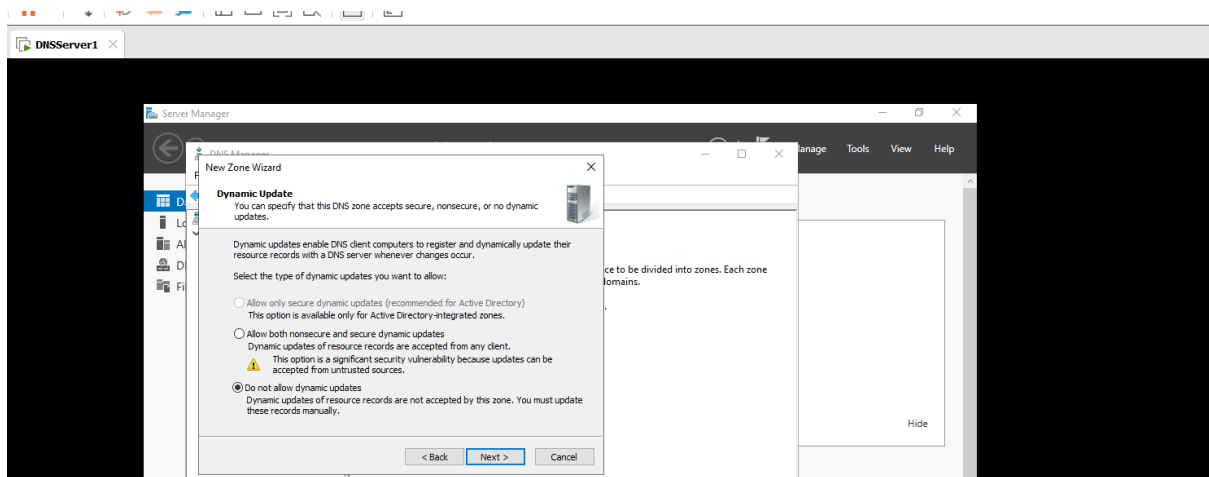 DNSServer1
Server Manager
Manage Tools View Help
DNS Manager
New Zone Wizard
Dynamic Update
You can specify that this DNS zone accepts secure, nonsecure, or no dynamic
updates.
Dynamic updates enable DNS client computers to register and dynamically update their
resource records with a DNS server whenever changes occur.
Select the type of dynamic updates you want to allow:
Allow only secure dynamic updates (recommended for Active Directory)
This option is available only for Active Directory-integrated zones.
Allow both nonsecure and secure dynamic updates
Dynamic updates of resource records are accepted from any client.
This option is a significant security vulnerability because updates can be
accepted from untrusted sources.
Do not allow dynamic updates
Dynamic updates of resource records are not accepted by this zone. You must update
these records manually.
< Back Next > Cancel
ce to be divided into zones. Each zone
domains.
Hide